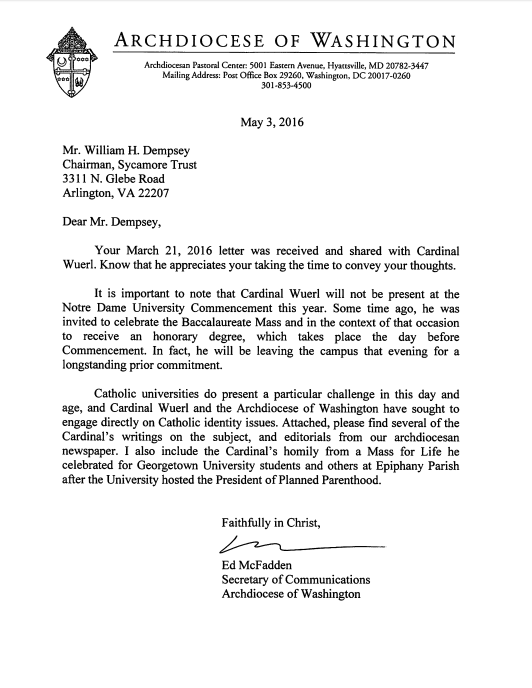 ARCHDIOCESE OF WASHINGTON
Archdiocesan Pastoral Center: 5001 Eastern Avenue, Hyattsville, MD 20782-3447
Mailing Address: Post Office Box 29260, Washington, DC 20017-0260
301-853-4500
May 3, 2016
Mr. William H. Dempsey
Chairman, Sycamore Trust
3311 N. Glebe Road
Arlington, VA 22207
Dear Mr. Dempsey,
Your March 21, 2016 letter was received and shared with Cardinal
Wuerl. Know that he appreciates your taking the time to convey your thoughts.
It is important to note that Cardinal Wuerl will not be present at the
Notre Dame University Commencement this year. Some time ago, he was
invited to celebrate the Baccalaureate Mass and in the context of that occasion
to receive an honorary degree, which takes place the day before
Commencement. In fact, he will be leaving the campus that evening for a
longstanding prior commitment.
Catholic universities do present a particular challenge in this day and
age, and Cardinal Wuerl and the Archdiocese of Washington have sought to
engage directly on Catholic identity issues. Attached, please find several of the
Cardinal's writings on the subject, and editorials from our archdiocesan
newspaper. I also include the Cardinal's homily from a Mass for Life he
celebrated for Georgetown University students and others at Epiphany Parish
after the University hosted the President of Planned Parenthood.
Faithfully in Christ,
Ed McFadden
Secretary of Communications
Archdiocese of Washington